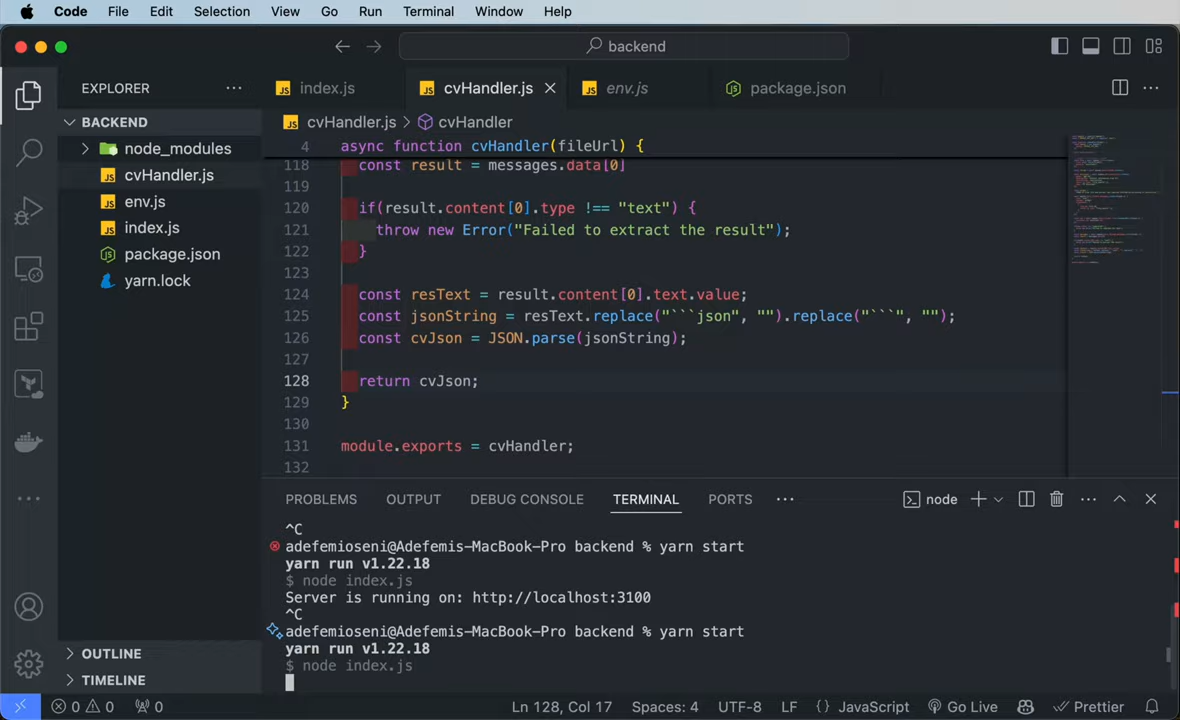 Code File Edit Selection View Go Run Terminal Window Help
backend
EXPLORER
index.js
cvHandler.js
env.js
package.json
BACKEND
node_modules
cvHandler.js
env.js
index.js
package.json
yarn.lock
OUTLINE
TIMELINE
cvHandler.js > cvHandler
4 async function cvHandler(fileUrl) {
118 const result = messages.data[0]
119
120 if(result.content[0].type !== "text") {
121 throw new Error("Failed to extract the result");
122 }
123
124 const resText = result.content[0].text.value;
125 const jsonString = resText.replace("```json", "").replace("```", "");
126 const cvJson = JSON.parse(jsonString);
127
128 return cvJson;
129 }
130
131 module.exports = cvHandler;
132
PROBLEMS OUTPUT DEBUG CONSOLE TERMINAL PORTS
node
^C
adefemioseni@Adefemis-MacBook-Pro backend % yarn start
yarn run v1.22.18
$ node index.js
Server is running on: http://localhost:3100
^C
adefemioseni@Adefemis-MacBook-Pro backend % yarn start
yarn run v1.22.18
$ node index.js
0 0 0 Ln 128, Col 17 Spaces: 4 UTF-8 LF {} JavaScript Go Live Prettier